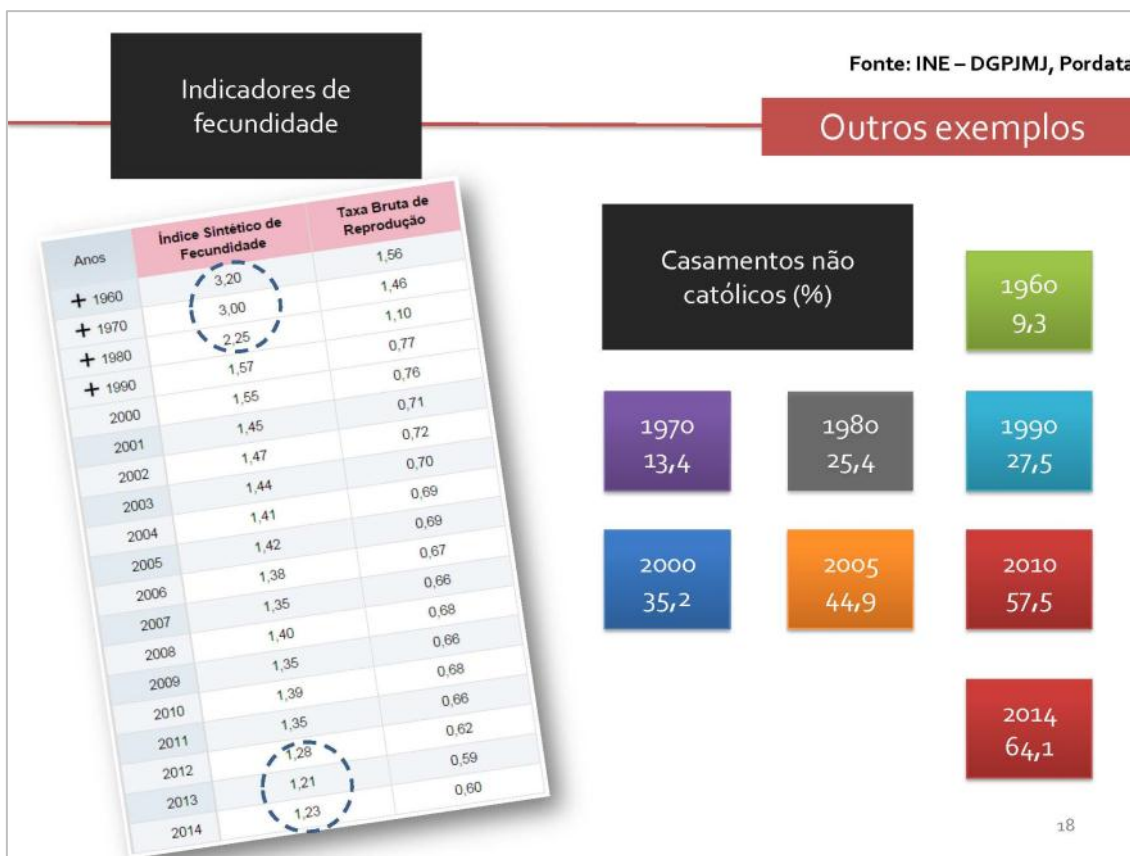 Indicadores de
fecundidade
Fonte: INE – DGPJMJ, Pordata
Outros exemplos
Anos Índice Sintético de Fecundidade Taxa Bruta de Reprodução
+ 1960 3,20 1,56
+ 1970 3,00 1,46
+ 1980 2,25 1,10
+ 1990 1,57 0,77
2000 1,55 0,76
2001 1,45 0,71
2002 1,47 0,72
2003 1,44 0,70
2004 1,41 0,69
2005 1,42 0,69
2006 1,38 0,67
2007 1,35 0,66
2008 1,40 0,68
2009 1,35 0,66
2010 1,39 0,68
2011 1,35 0,66
2012 1,28 0,62
2013 1,21 0,59
2014 1,23 0,60
Casamentos não
católicos (%)
1960
9,3
1970
13,4
1980
25,4
1990
27,5
2000
35,2
2005
44,9
2010
57,5
2014
64,1
18